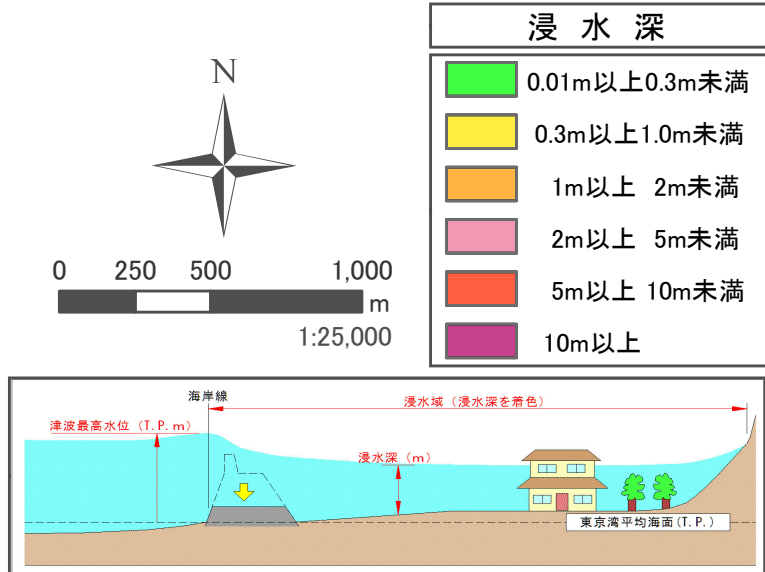 浸 水 深
N
0.01m以上0.3m未満
0.3m以上1.0m未満
1m以上 2m未満
2m以上 5m未満
5m以上 10m未満
10m以上
0 250 500 1,000
m
1:25,000
海岸線
津波最高水位(T.P. m)
浸水域(浸水深を着色)
浸水深(m)
東京湾平均海面(T.P.)